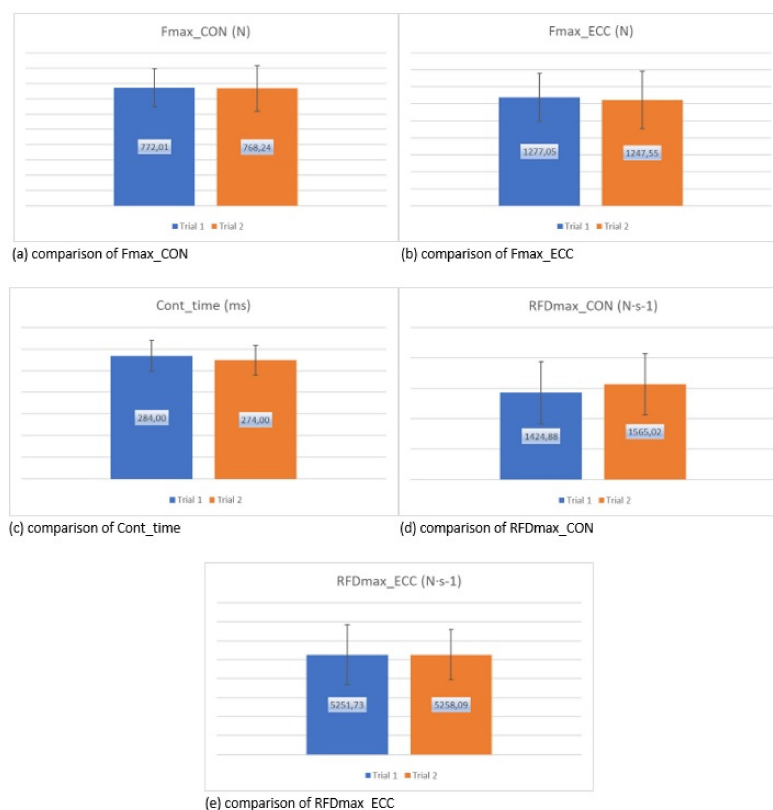 Fmax_CON (N)
772,01
768,24
Trial 1 Trial 2
(a) comparison of Fmax_CON
Fmax_ECC (N)
1277,05
1247,55
Trial 1 Trial 2
(b) comparison of Fmax_ECC
Cont_time (ms)
284,00
274,00
Trial 1 Trial 2
(c) comparison of Cont_time
RFDmax_CON (N·s-1)
1424,88
1565,02
Trial 1 Trial 2
(d) comparison of RFDmax_CON
RFDmax_ECC (N·s-1)
5251,73
5258,09
Trial 1 Trial 2
(e) comparison of RFDmax_ECC